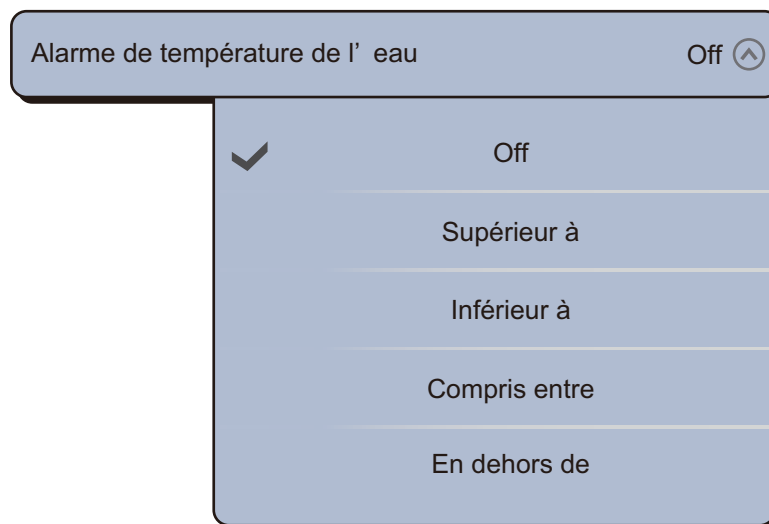 Alarme de température de l’ eau Off
Off
Supérieur à
Inférieur à
Compris entre
En dehors de